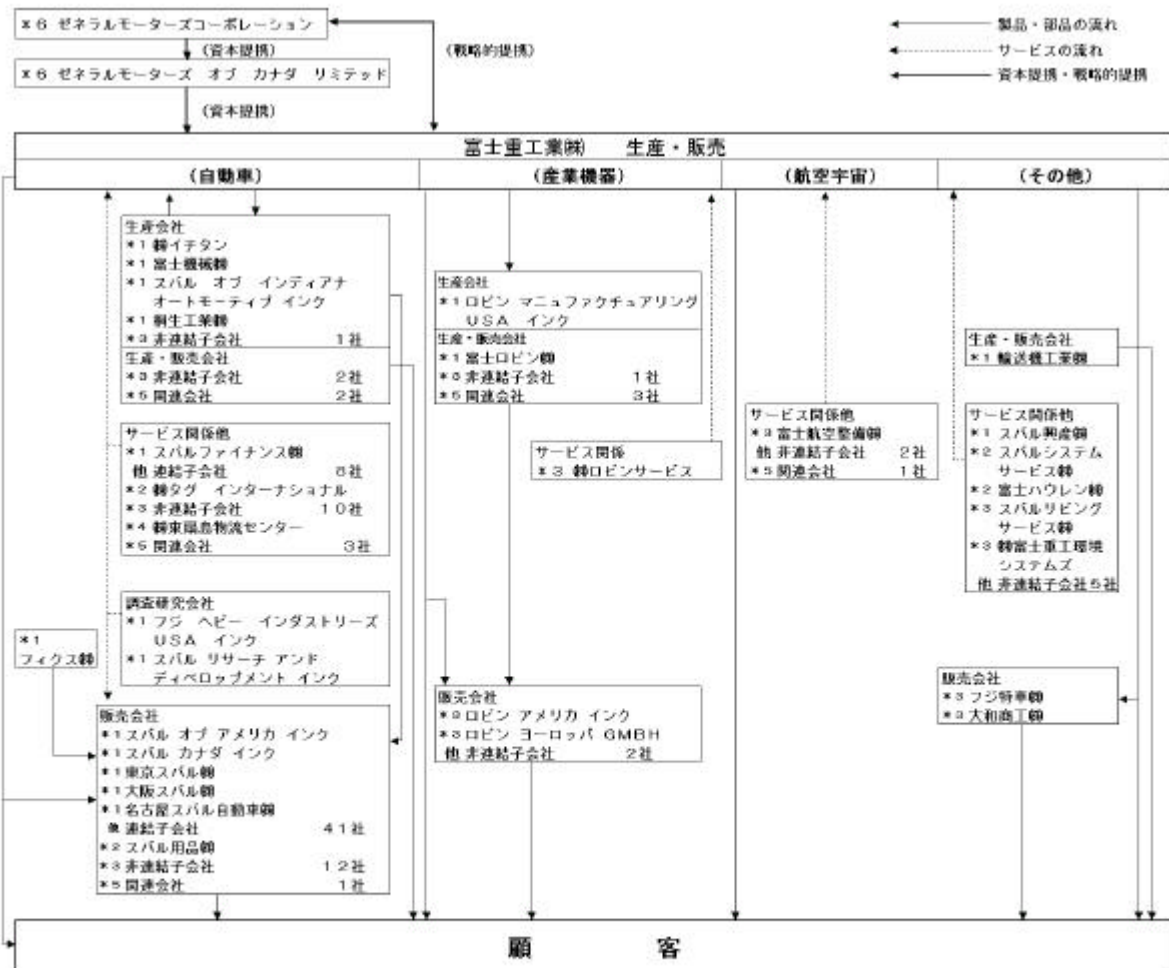 *6 ゼネラルモーターズコーポレーション
(資本提携)
(戦略的提携)
*6 ゼネラルモーターズ オブ カナダ リミテッド
(資本提携)
製品・部品の流れ
サービスの流れ
資本提携・戦略的提携
富士重工業㈱ 生産・販売
(自動車)
(産業機器)
(航空宇宙)
(その他)
生産会社
*1 ㈱イチタン
*1 富士機械㈱
*1 スバル オブ インディアナ
オートモーティブ インク
*1 桐生工業㈱
*3 非連結子会社 1社
生産・販売会社
*3 非連結子会社 2社
*5 関連会社 2社
サービス関係他
*1 スバルファイナンス㈱
他 連結子会社 8社
*2 ㈱タグ インターナショナル
*3 非連結子会社 10社
*4 ㈱東扇島物流センター
*5 関連会社 3社
調査研究会社
*1 フジ ヘビー インダストリーズ
USA インク
*1 スバル リサーチ アンド
ディベロップメント インク
*1
フィクス㈱
販売会社
*1 スバル オブ アメリカ インク
*1 スバル カナダ インク
*1 東京スバル㈱
*1 大阪スバル㈱
*1 名古屋スバル自動車㈱
他 連結子会社 41社
*2 スバル用品㈱
*3 非連結子会社 12社
*5 関連会社 1社
生産会社
*1 ロビン マニュファクチュアリング
USA インク
生産・販売会社
*1 富士ロビン㈱
*3 非連結子会社 1社
*5 関連会社 3社
サービス関係
*3 ㈱ロビンサービス
販売会社
*3 ロビン アメリカ インク
*3 ロビン ヨーロッパ GMBH
他 非連結子会社 2社
サービス関係他
*3 富士航空整備㈱
他 非連結子会社 2社
*5 関連会社 1社
生産・販売会社
*1 輸送機工業㈱
サービス関係他
*1 スバル興産㈱
*2 スバルシステム
サービス㈱
*2 富士ハウレン㈱
*3 スバルリビング
サービス㈱
*3 ㈱富士重工環境
システムズ
他 非連結子会社5社
販売会社
*3 フジ特車㈱
*3 大和商工㈱
顧 客